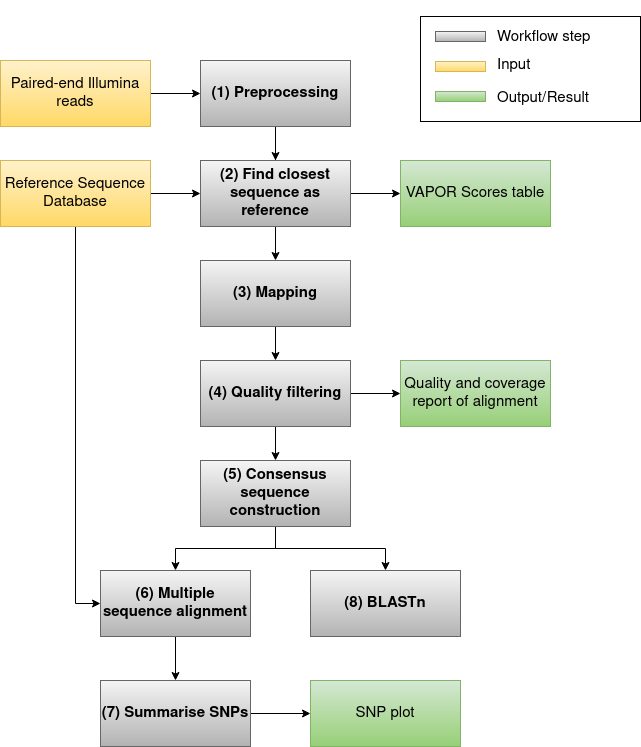 Workflow step
Input
Output/Result
Paired-end Illumina
reads
(1) Preprocessing
Reference Sequence
Database
(2) Find closest
sequence as
reference
VAPOR Scores table
(3) Mapping
(4) Quality filtering
Quality and coverage
report of alignment
(5) Consensus
sequence
construction
(6) Multiple
sequence alignment
(8) BLASTn
(7) Summarise SNPs
SNP plot